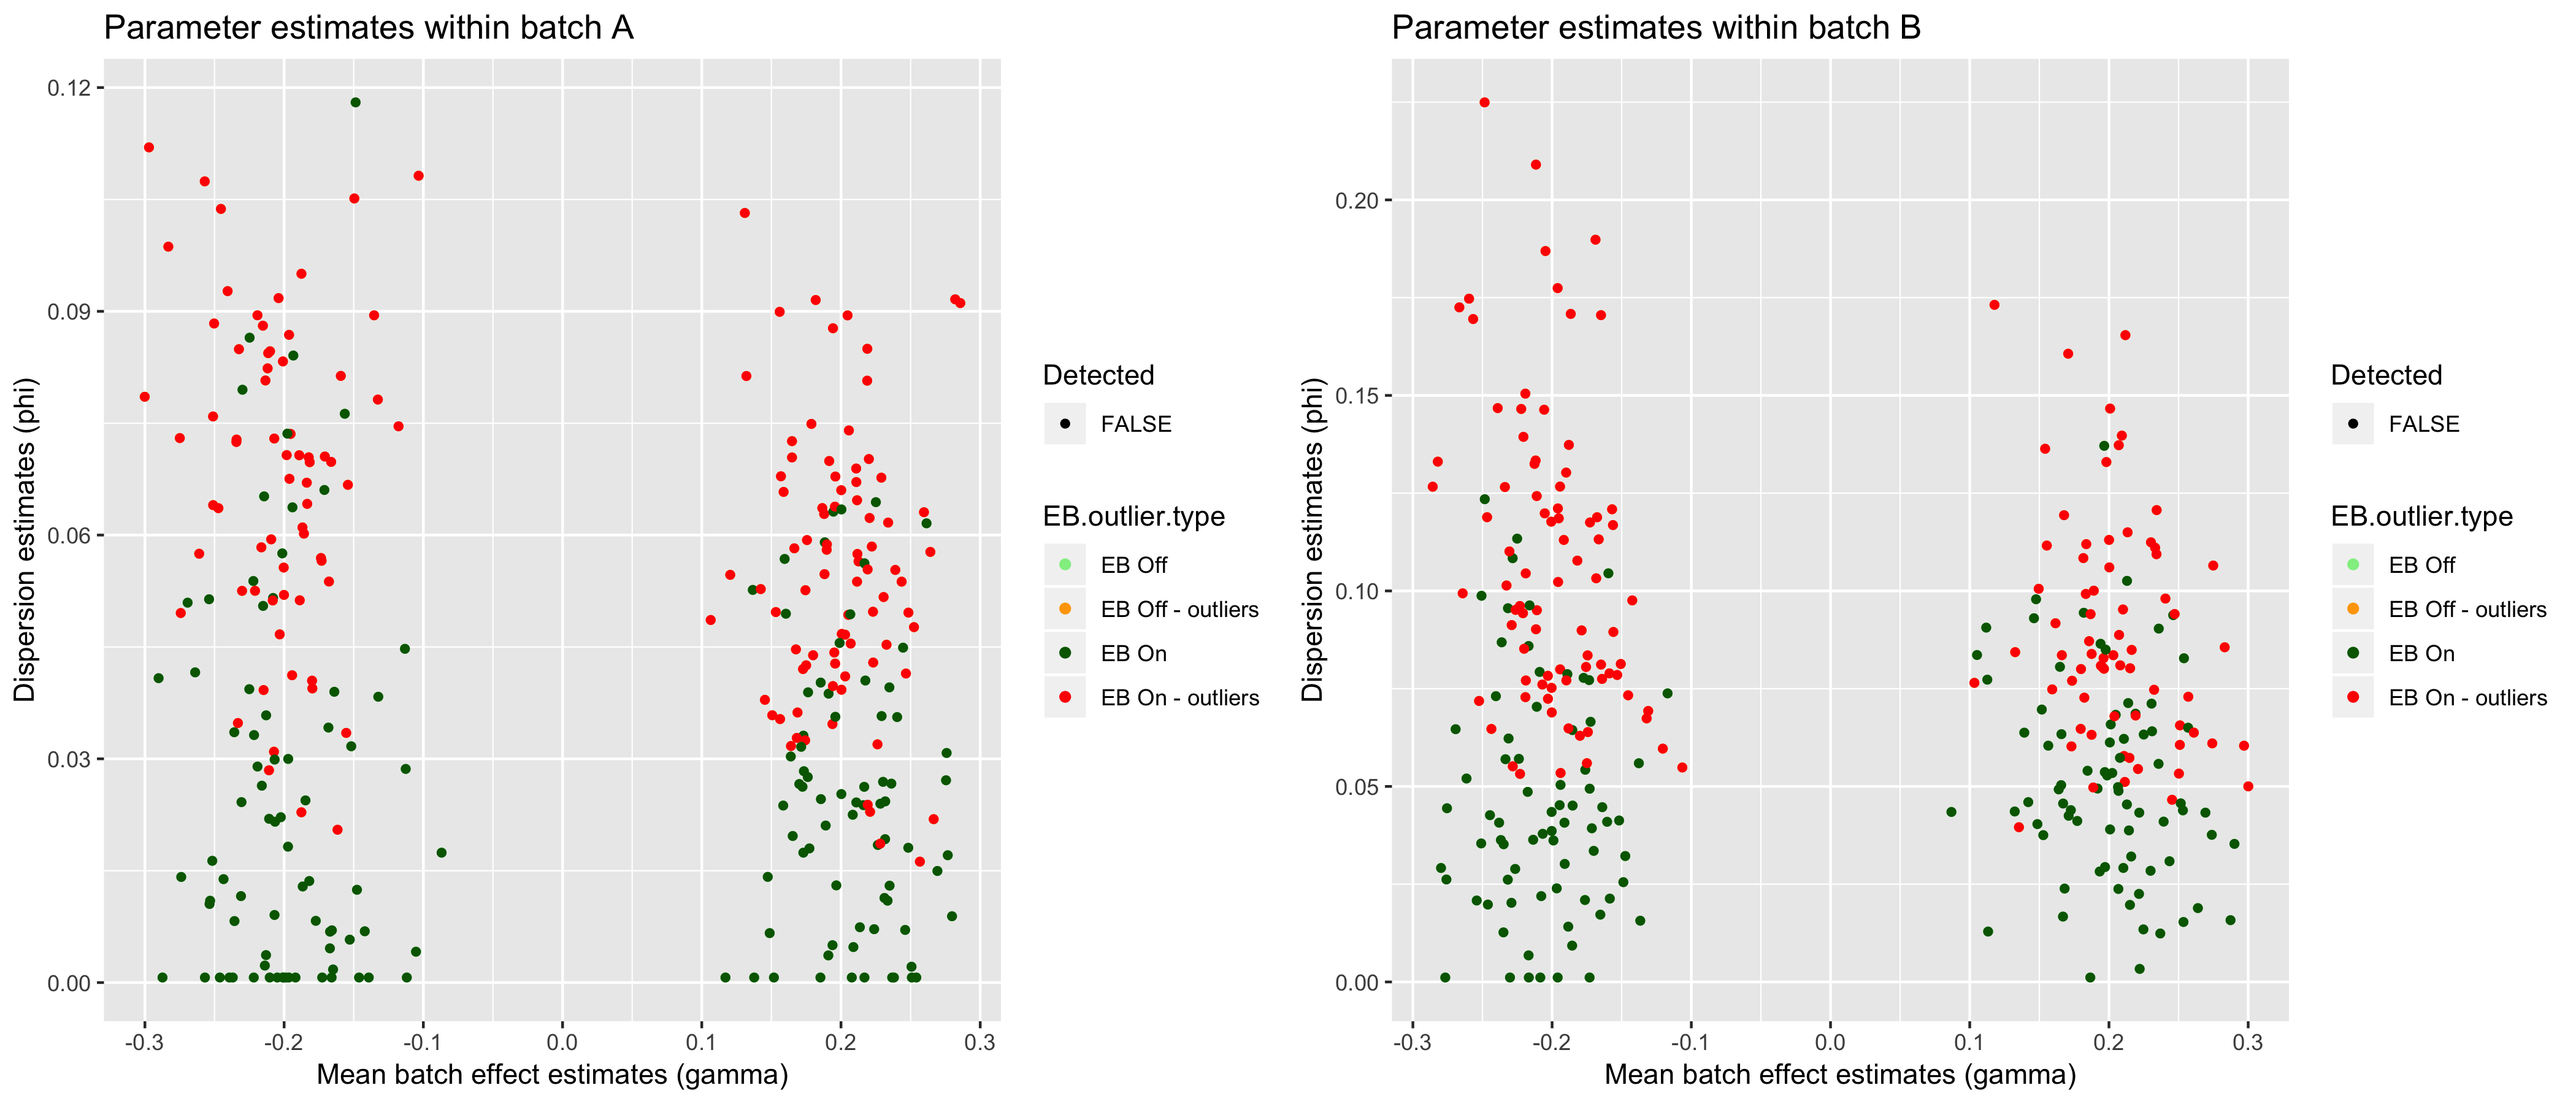 Parameter estimates within batch A
Dispersion estimates (phi)
0.12
0.09
0.06
0.03
0.00
-0.3 -0.2 -0.1 0.0 0.1 0.2 0.3
Mean batch effect estimates (gamma)
Detected
FALSE
EB.outlier.type
EB Off
EB Off - outliers
EB On
EB On - outliers
Parameter estimates within batch B
Dispersion estimates (phi)
0.20
0.15
0.10
0.05
0.00
-0.3 -0.2 -0.1 0.0 0.1 0.2 0.3
Mean batch effect estimates (gamma)
Detected
FALSE
EB.outlier.type
EB Off
EB Off - outliers
EB On
EB On - outliers